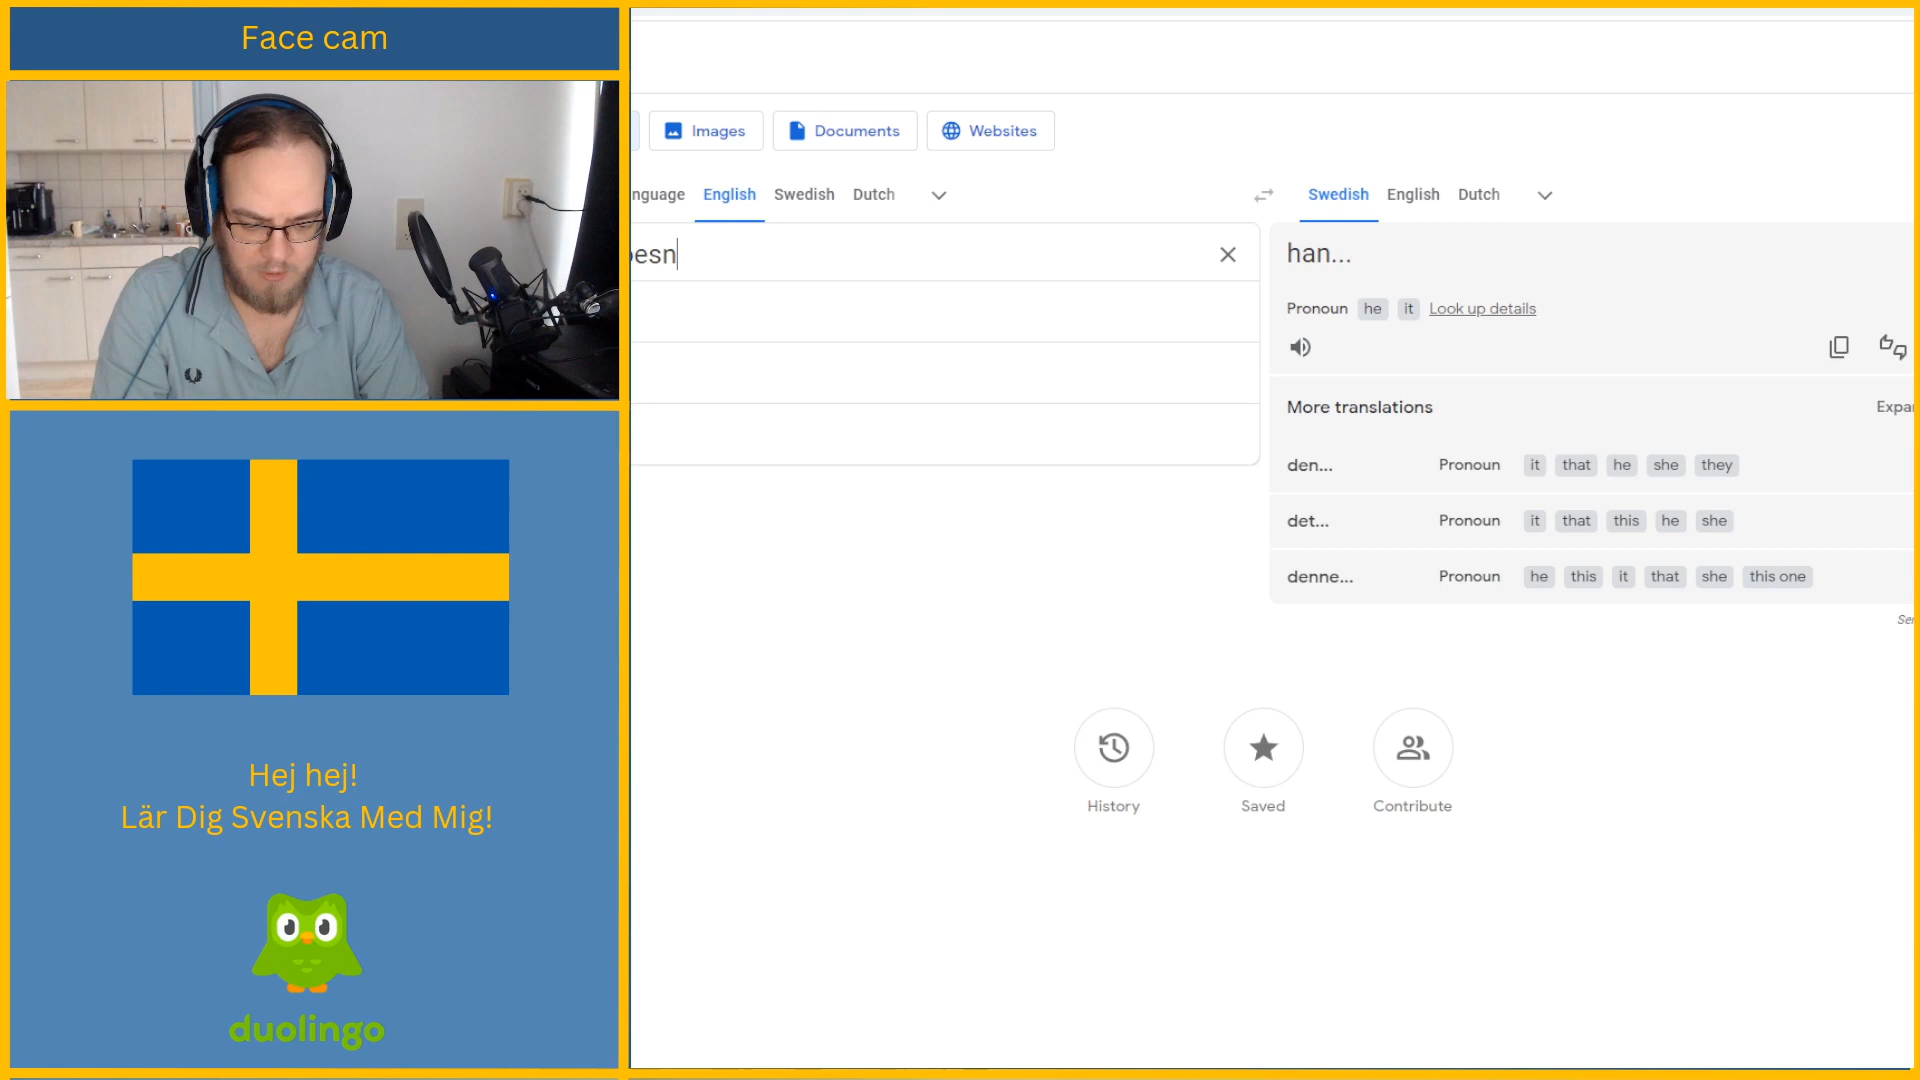 Face cam
Images
Documents
Websites
nguage
English
Swedish
Dutch
Swedish
English
Dutch
esn
han...
Pronoun he it Look up details
More translations
Expa
den... Pronoun it that he she they
det... Pronoun it that this he she
denne... Pronoun he this it that she this one
Hej hej!
Lär Dig Svenska Med Mig!
History
Saved
Contribute
duolingo